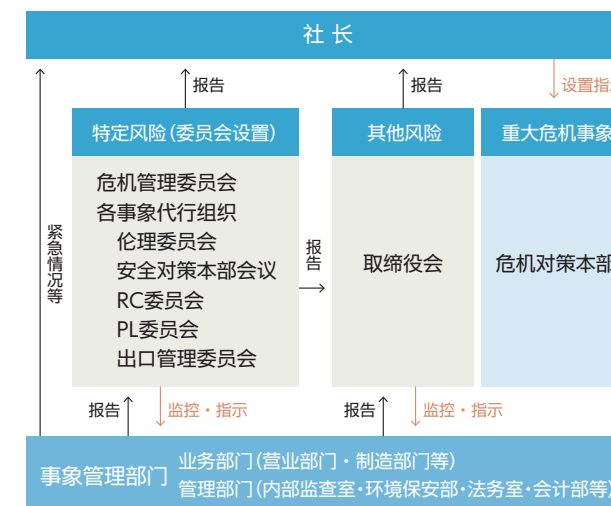 社长
报告
报告
设置指示
特定风险(委员会设置)
其他风险
重大危机事象
危机管理委员会
各事象代行组织
伦理委员会
安全对策本部会议
RC委员会
PL委员会
出口管理委员会
紧急情况等
报告
取缔役会
危机对策本部
报告
监控・指示
报告
监控・指示
事象管理部门
业务部门(营业部门・制造部门等)
管理部门(内部监查室・环境保安部・法务室・会计部等)